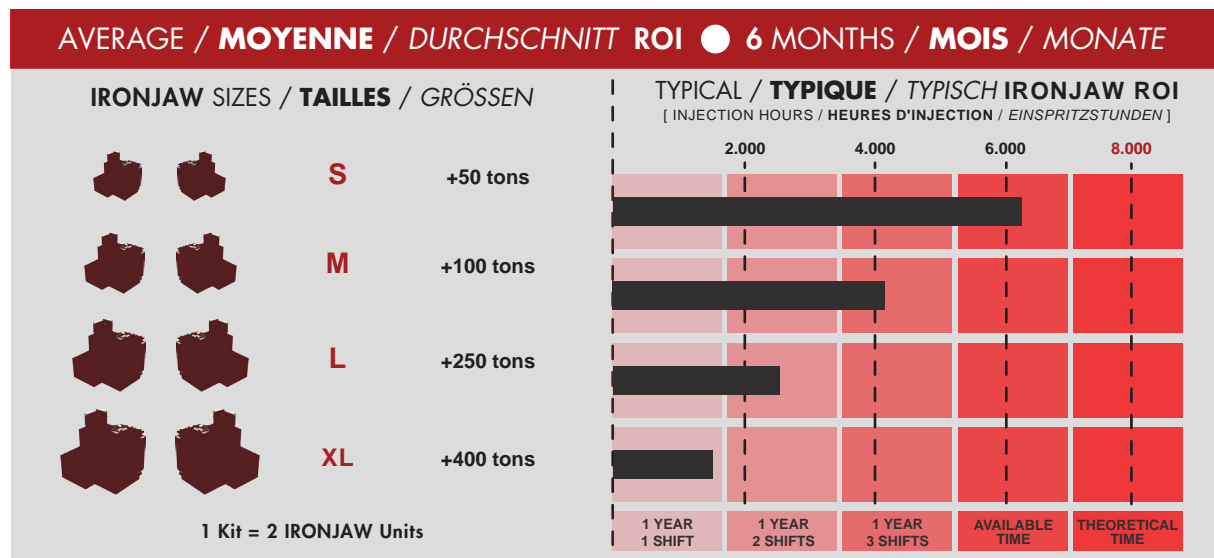 AVERAGE / MOYENNE / DURCHSCHNITT ROI ● 6 MONTHS / MOIS / MONATE
IRONJAW SIZES / TAILLES / GRÖSSEN
TYPICAL / TYPIQUE / TYPISCH IRONJAW ROI
[ INJECTION HOURS / HEURES D'INJECTION / EINSPRITZSTUNDEN ]
2.000 4.000 6.000 8.000
S +50 tons
M +100 tons
L +250 tons
XL +400 tons
1 Kit = 2 IRONJAW Units
1 YEAR
1 SHIFT
1 YEAR
2 SHIFTS
1 YEAR
3 SHIFTS
AVAILABLE
TIME
THEORETICAL
TIME